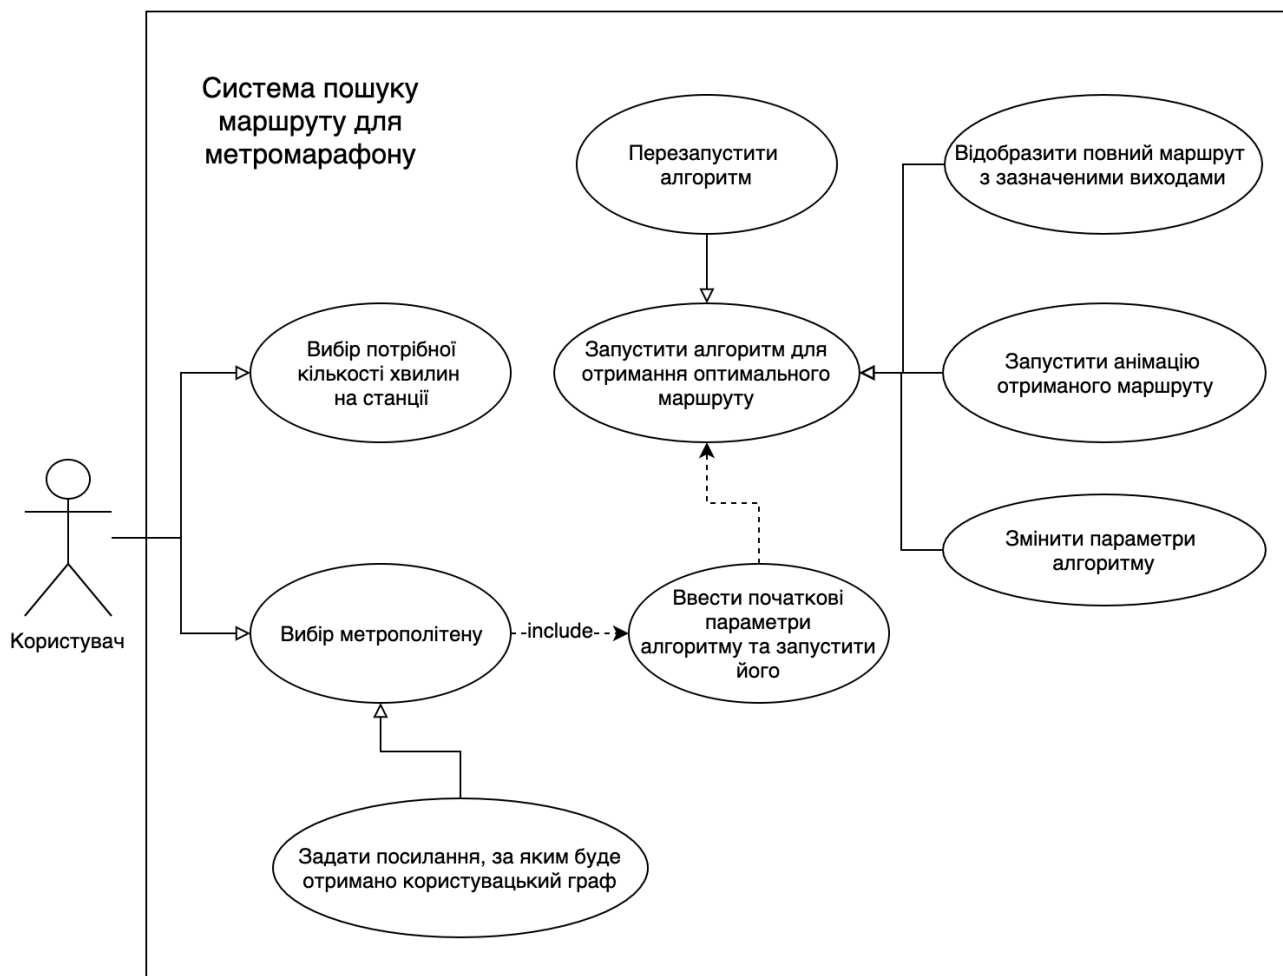 Система пошуку
маршруту для
метромарафону
Перезапустити
алгоритм
Відобразити повний маршрут
з зазначеними виходами
Вибір потрібної
кількості хвилин
на станції
Запустити алгоритм для
отримання оптимального
маршруту
Запустити анімацію
отриманого маршруту
Змінити параметри
алгоритму
Користувач
Вибір метрополітену
include
Ввести початкові
параметри
алгоритму та запустити
його
Задати посилання, за яким буде
отримано користувацький граф